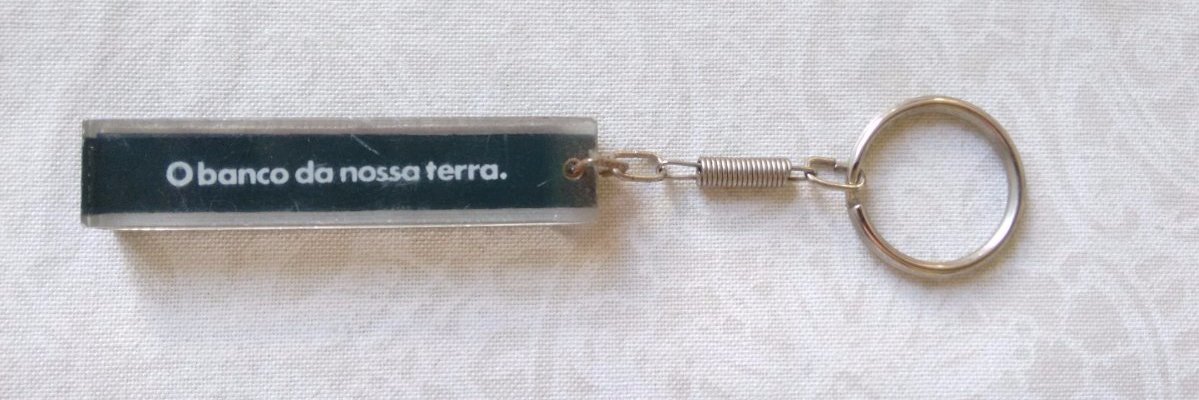 O banco da nossa terra.